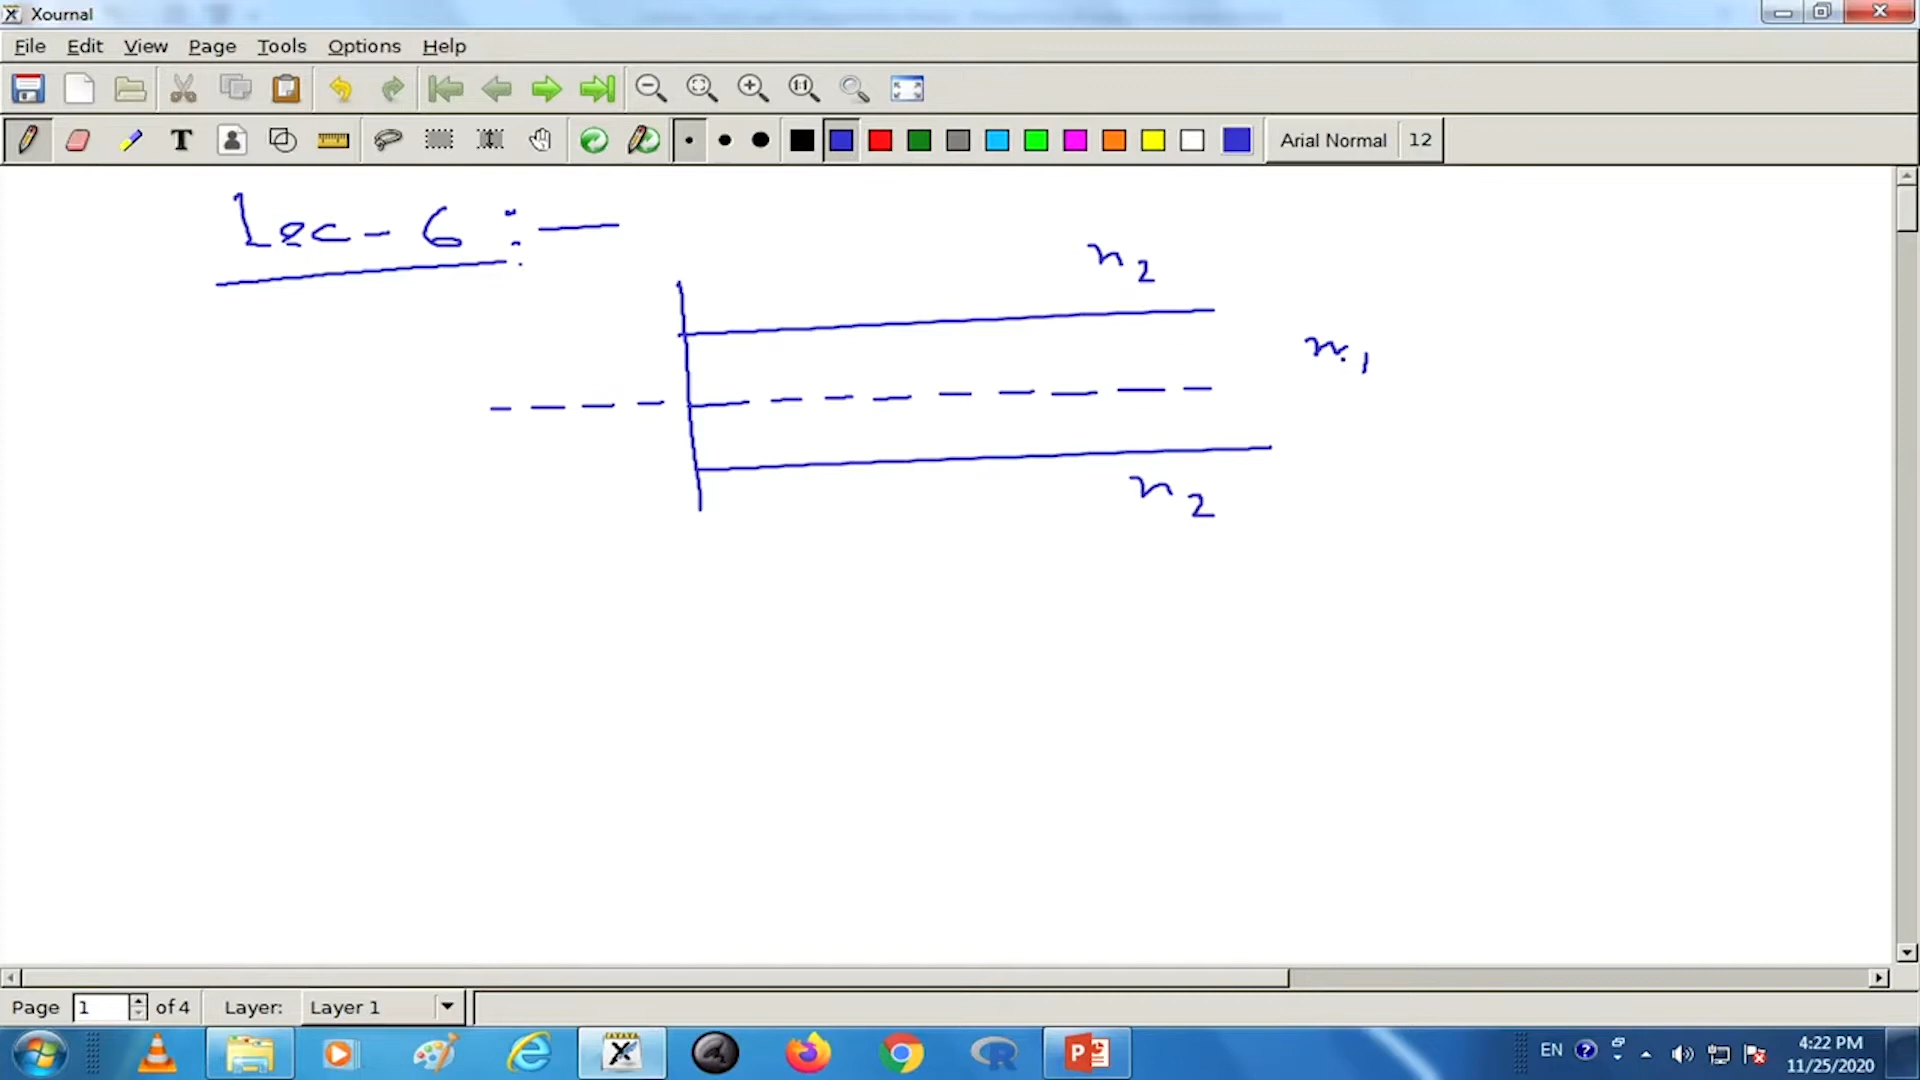 Xournal
File Edit View Page Tools Options Help
T Arial Normal 12
Lec - 6 :—
n2
n1
n2
Page 1 of 4 Layer: Layer 1
EN 4:22 PM
11/25/2020